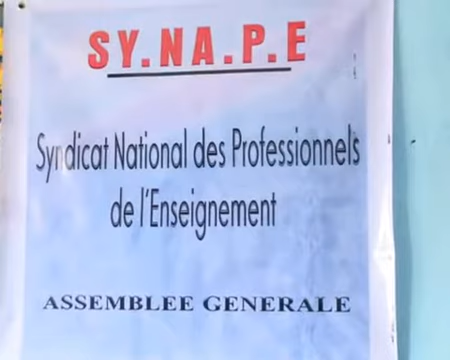 SY.NA.P.E
Syndicat National des Professionnels
de l'Enseignement
ASSEMBLEE GENERALE